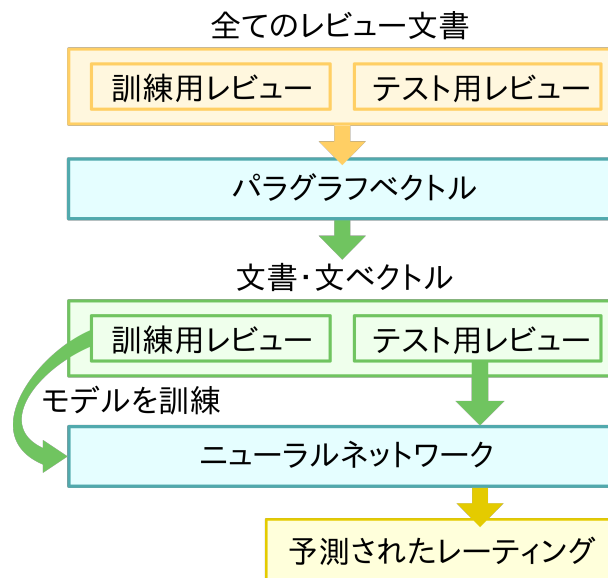 全てのレビュー文書
訓練用レビュー
テスト用レビュー
パラグラフベクトル
文書・文ベクトル
訓練用レビュー
テスト用レビュー
モデルを訓練
ニューラルネットワーク
予測されたレーティング